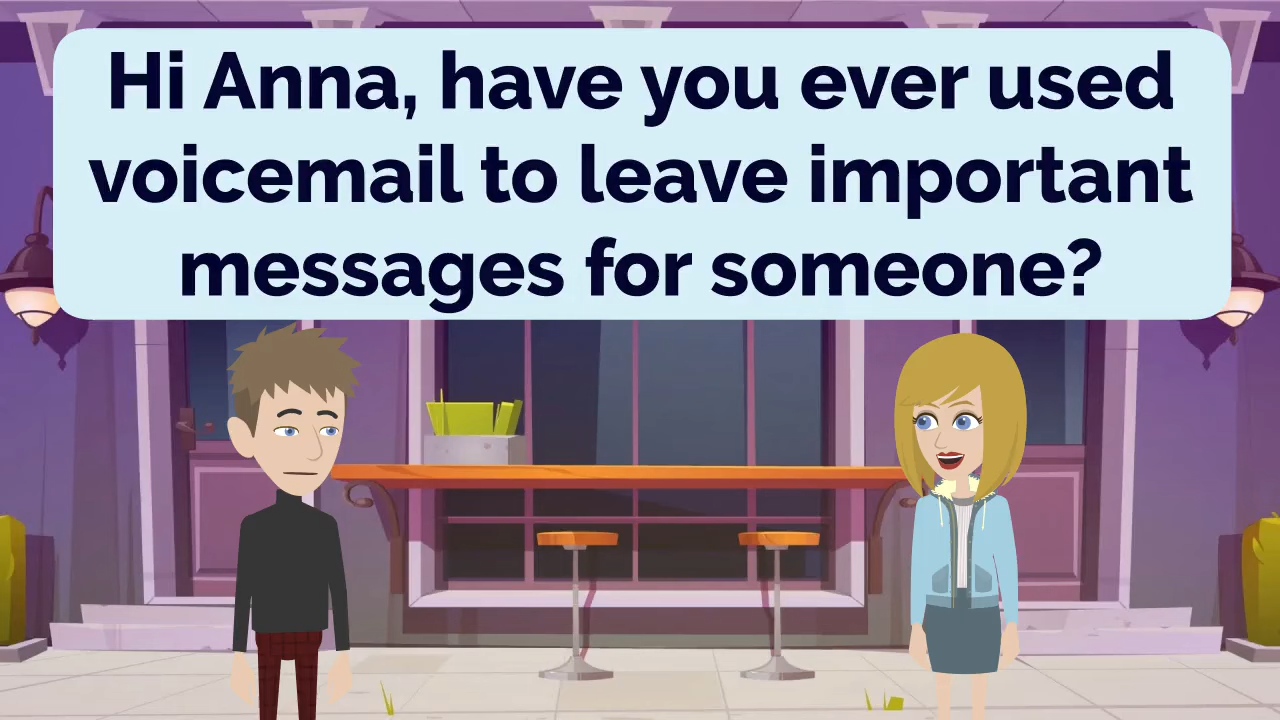 Hi Anna, have you ever used
voicemail to leave important
messages for someone?